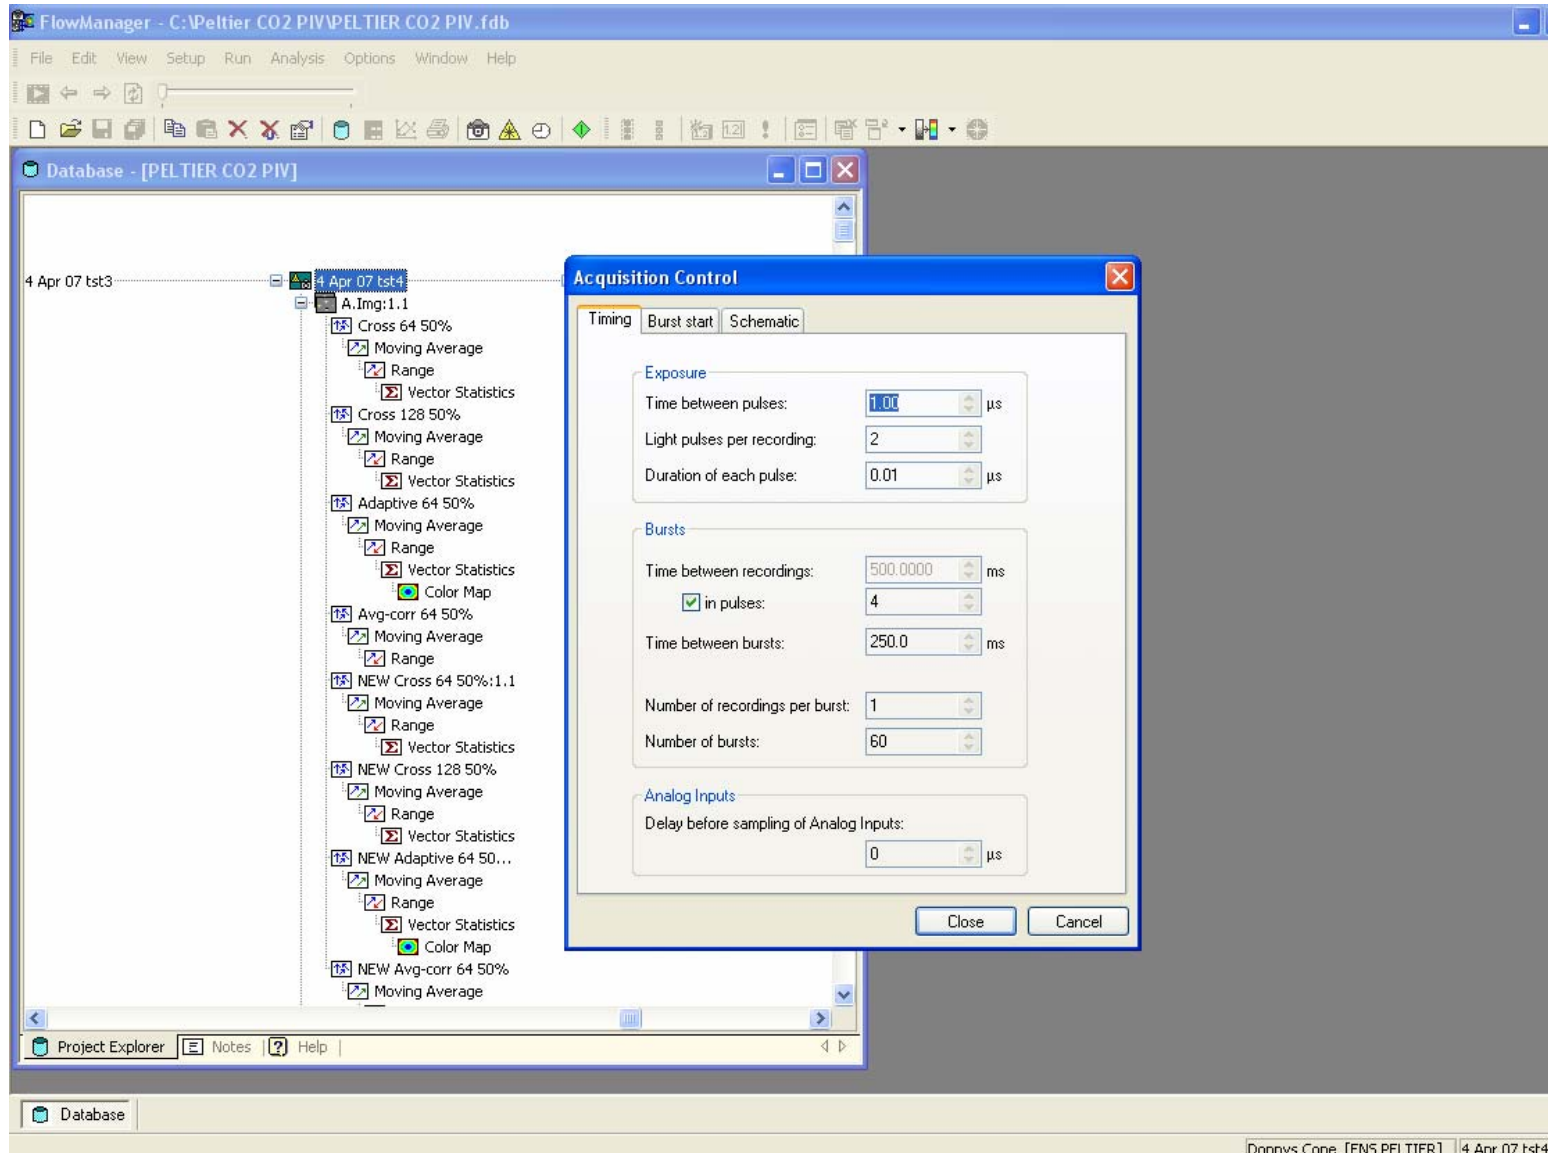 FlowManager - C:\Peltier CO2 PIV\PELTIER CO2 PIV.fdb
File Edit View Setup Run Analysis Options Window Help
Database - [PELTIER CO2 PIV]
4 Apr 07 tst3
4 Apr 07 tst4
A.Img:1.1
Cross 64 50%
Moving Average
Range
Vector Statistics
Cross 128 50%
Moving Average
Range
Vector Statistics
Adaptive 64 50%
Moving Average
Range
Vector Statistics
Color Map
Avg-corr 64 50%
Moving Average
Range
NEW Cross 64 50%:1.1
Moving Average
Range
Vector Statistics
NEW Cross 128 50%
Moving Average
Range
Vector Statistics
NEW Adaptive 64 50...
Moving Average
Range
Vector Statistics
Color Map
NEW Avg-corr 64 50%
Moving Average
Project Explorer Notes Help
Acquisition Control
Timing Burst start Schematic
Exposure
Time between pulses: 1.00 µs
Light pulses per recording: 2
Duration of each pulse: 0.01 µs
Bursts
Time between recordings: 500.0000 ms
in pulses: 4
Time between bursts: 250.0 ms
Number of recordings per burst: 1
Number of bursts: 60
Analog Inputs
Delay before sampling of Analog Inputs:
0 µs
Close Cancel
Database
[ENS PELTIER] 4 Apr 07 tst4